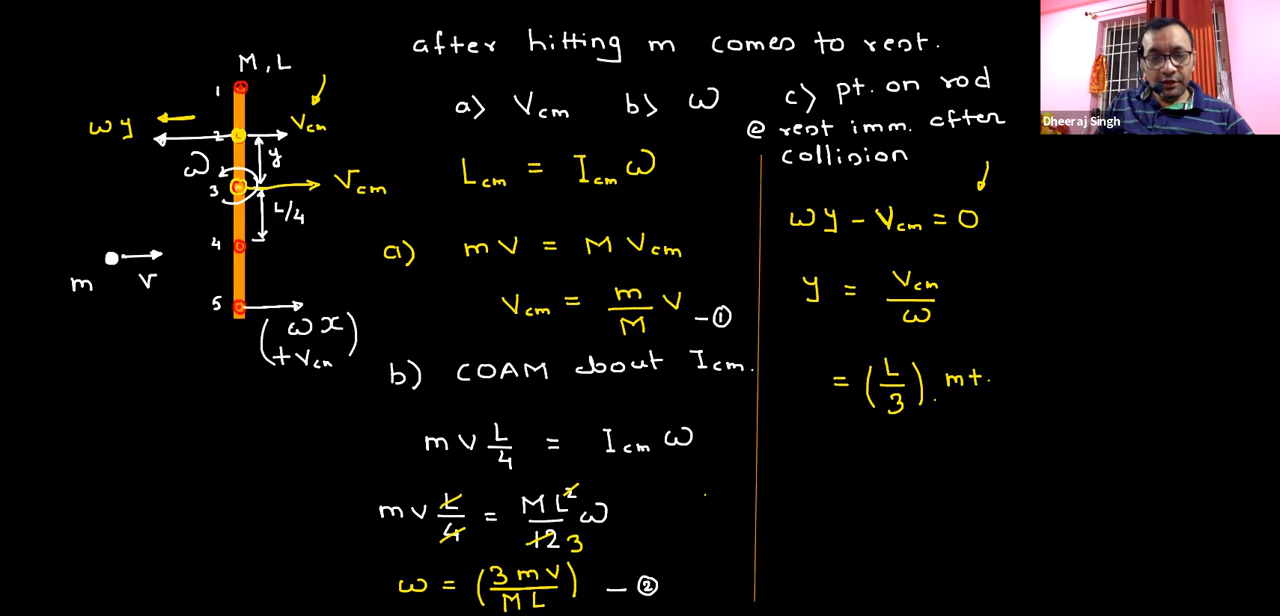 after hitting m comes to rest.
a) Vcm b) ω c) pt. on rod
@ rest imm. after
collision
M, L
1
ωy
2
Vcm
y
ω
3
Vcm
L/4
4
m
v
5
(ωx
+Vcm)
Lcm = Icm ω
a) mV = M Vcm
Vcm = m/M V -①
b) COAM about Icm.
mv L/4 = Icm ω
mv L/4 = ML²/12 3 ω
ω = (3mV/ML) - ②
ωy - Vcm = 0
y = Vcm/ω
= (L/3). mt.
Dheeraj Singh